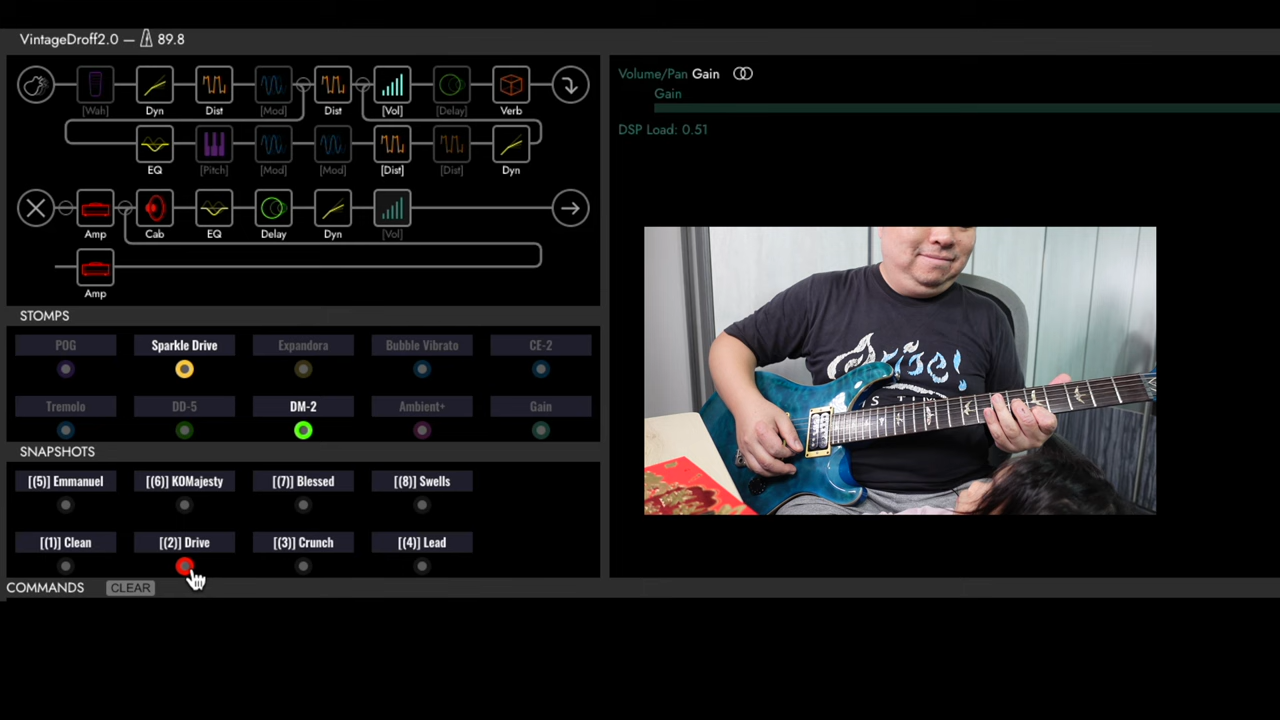 VintageDroff2.0 — 89.8
[Wah] Dyn Dist [Mod] Dist [Vol] [Delay] Verb
EQ [Pitch] [Mod] [Mod] [Dist] [Dist] Dyn
Amp Cab EQ Delay Dyn [Vol]
Amp
Volume/Pan Gain
Gain
DSP Load: 0.51
STOMPS
POG Sparkle Drive Expandora Bubble Vibrato CE-2
Tremolo DD-5 DM-2 Ambient+ Gain
SNAPSHOTS
[(5)] Emmanuel [(6)] KOMajesty [(7)] Blessed [(8)] Swells
[(1)] Clean [(2)] Drive [(3)] Crunch [(4)] Lead
COMMANDS CLEAR